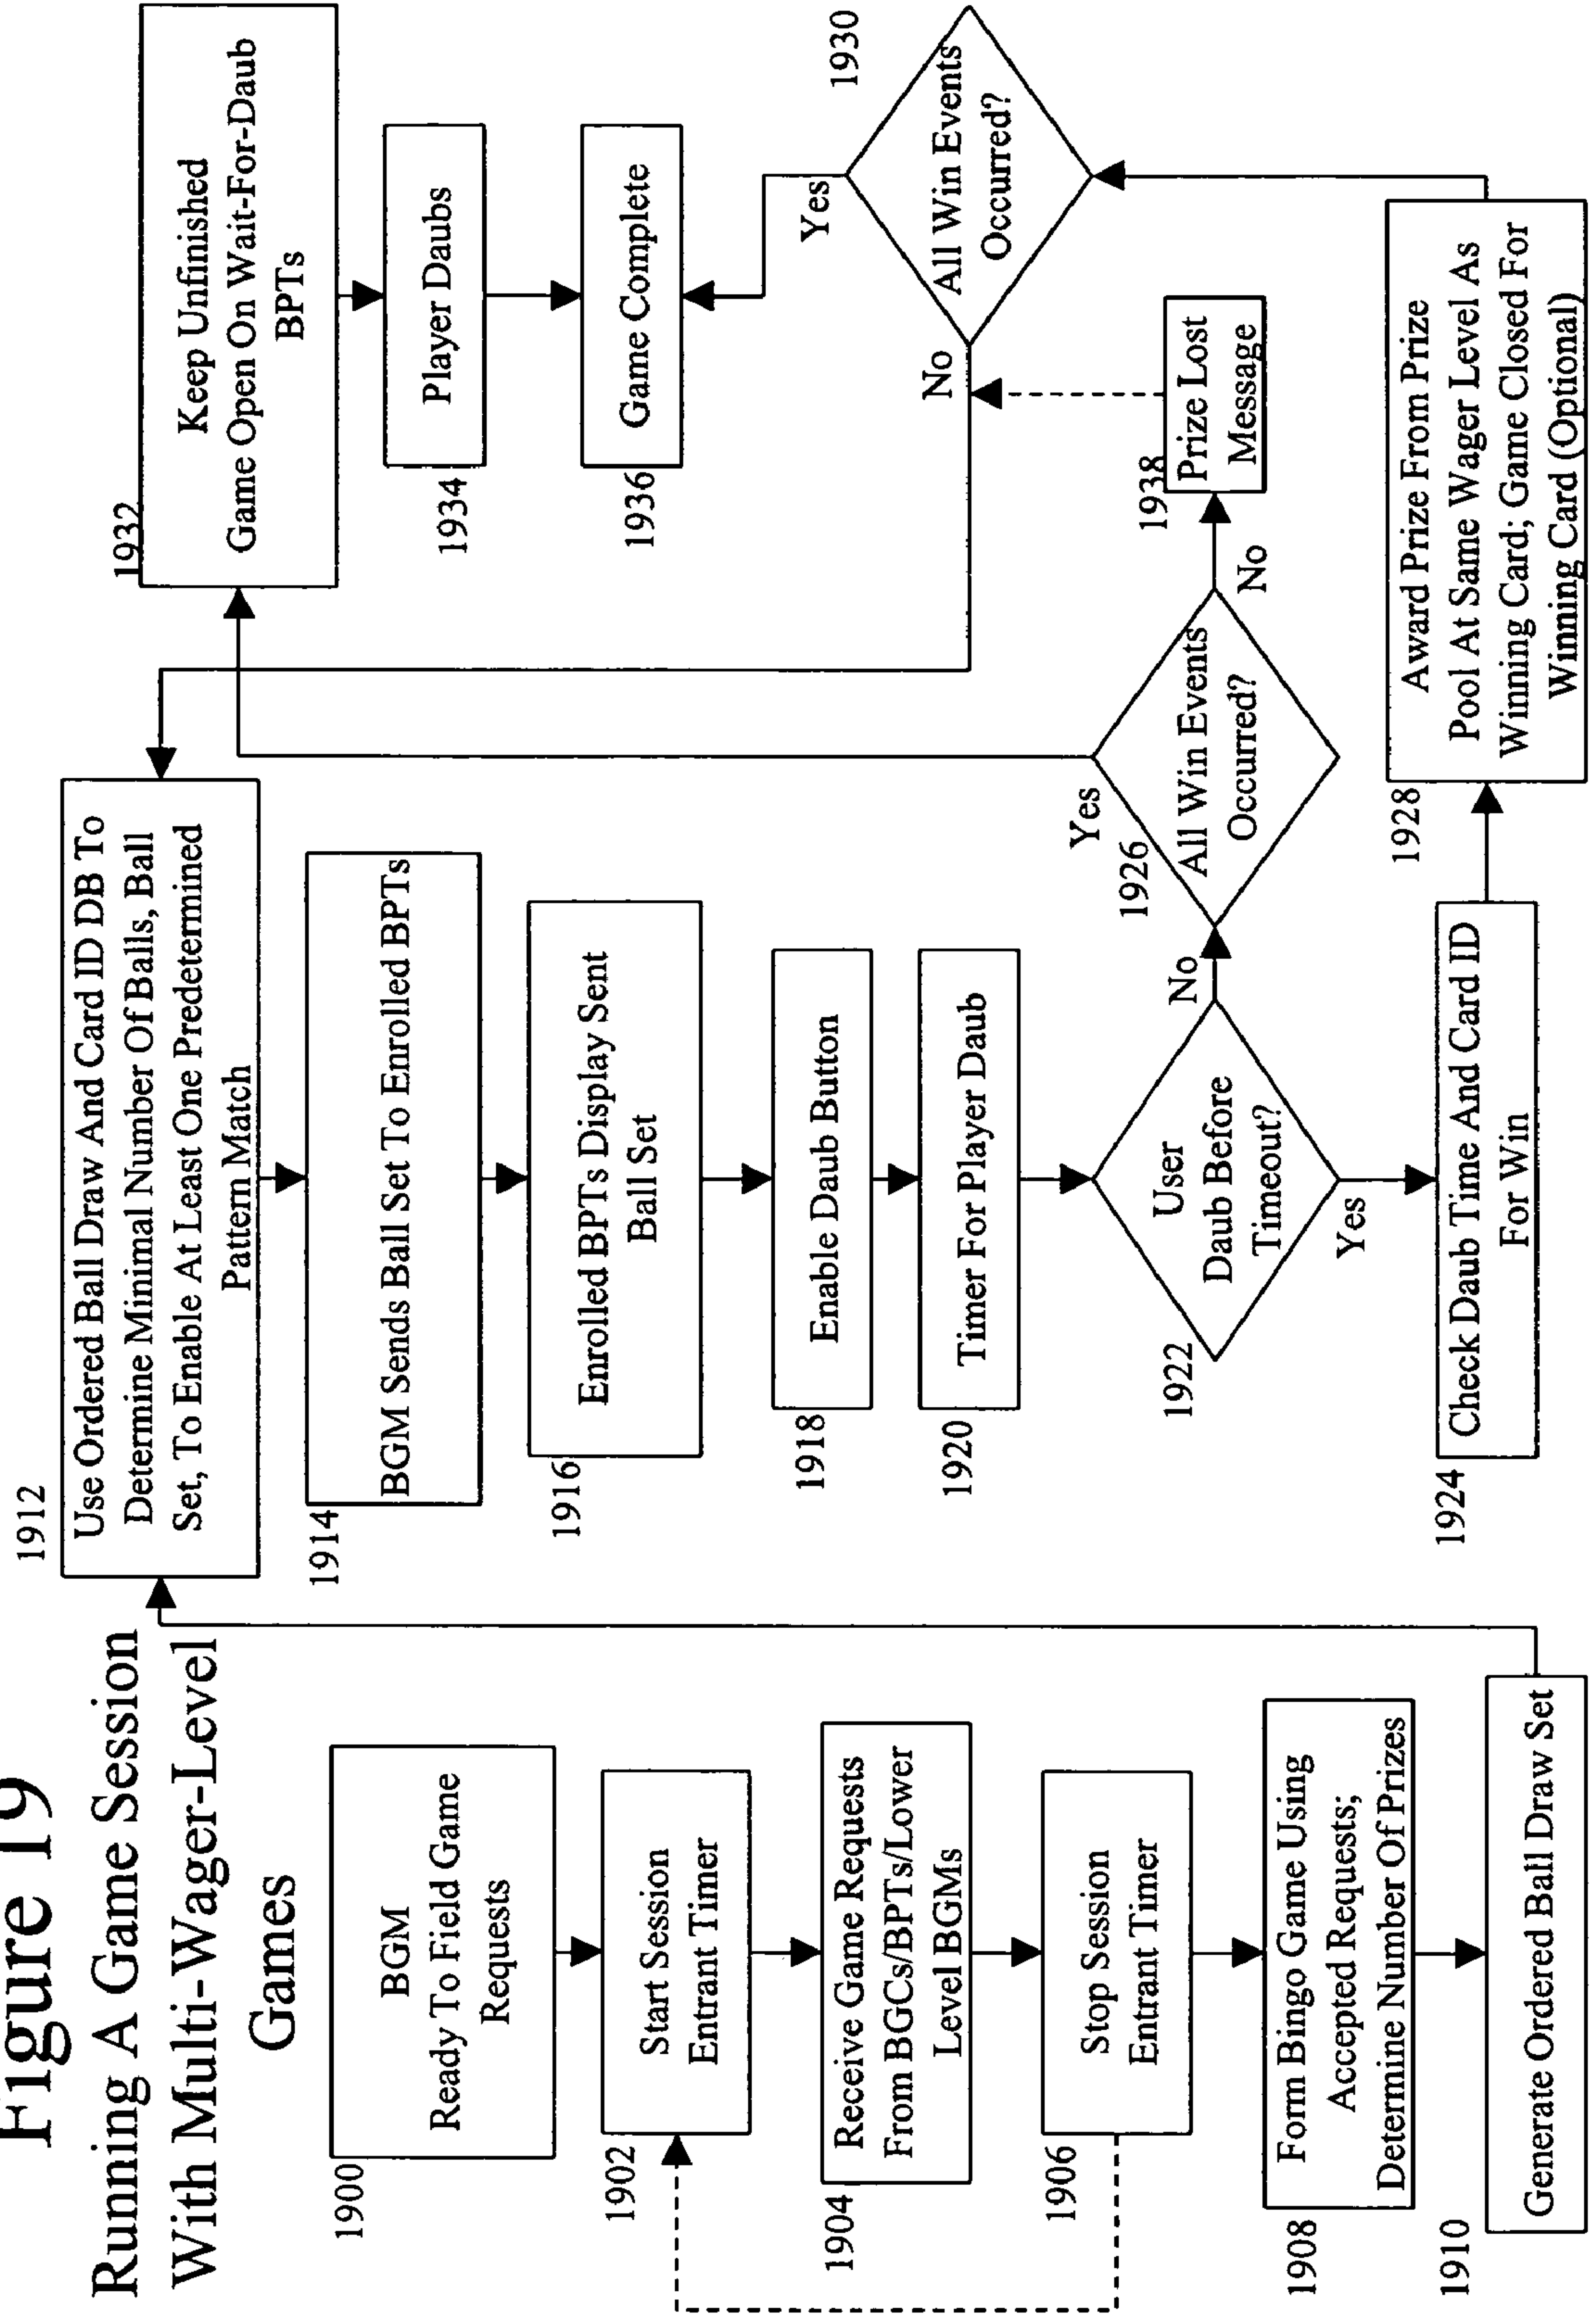 Figure 19
Running A Game Session
With Multi-Wager-Level
Games
1900
BGM
Ready To Field Game
Requests
1902
Start Session
Entrant Timer
1904
Receive Game Requests
From BGCs/BPTs/Lower
Level BGMs
1906
Stop Session
Entrant Timer
1908
Form Bingo Game Using
Accepted Requests;
Determine Number Of Prizes
1910
Generate Ordered Ball Draw Set
1912
Use Ordered Ball Draw And Card ID DB To
Determine Minimal Number Of Balls, Ball
Set, To Enable At Least One Predetermined
Pattern Match
1914
BGM Sends Ball Set To Enrolled BPTs
1916
Enrolled BPTs Display Sent
Ball Set
1918
Enable Daub Button
1920
Timer For Player Daub
1922
User
Daub Before
Timeout?
No
Yes
1924
Check Daub Time And Card ID
For Win
1926
All Win Events
Occurred?
Yes
No
1928
Award Prize From Prize
Pool At Same Wager Level As
Winning Card; Game Closed For
Winning Card (Optional)
1930
All Win Events
Occurred?
Yes
No
1932
Keep Unfinished
Game Open On Wait-For-Daub
BPTs
1934
Player Daubs
1936
Game Complete
1938
Prize Lost
Message